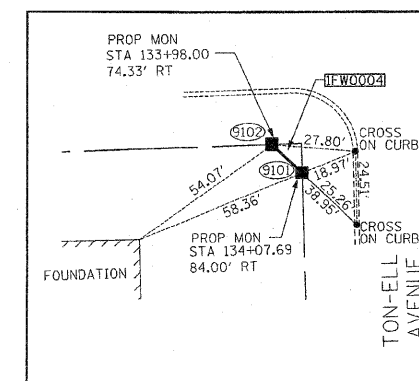 PROP MON
STA 133+98.00
74.33' RT
1FW0004
9102
27.80'
CROSS
ON CURB
18.97'
24.51'
9101
54.07'
58.36'
25.26'
38.95'
CROSS
ON CURB
PROP MON
STA 134+07.69
84.00' RT
FOUNDATION
TON-ELL
AVENUE